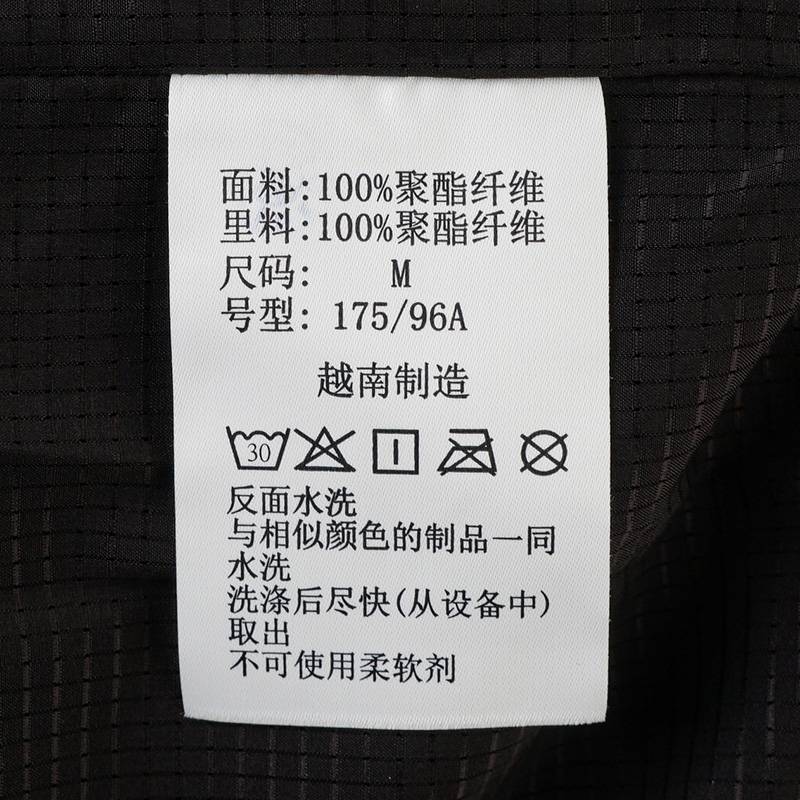 面料:100%聚酯纤维
里料:100%聚酯纤维
尺码: M
号型: 175/96A
越南制造
30
反面水洗
与相似颜色的制品一同
水洗
洗涤后尽快(从设备中)
取出
不可使用柔软剂